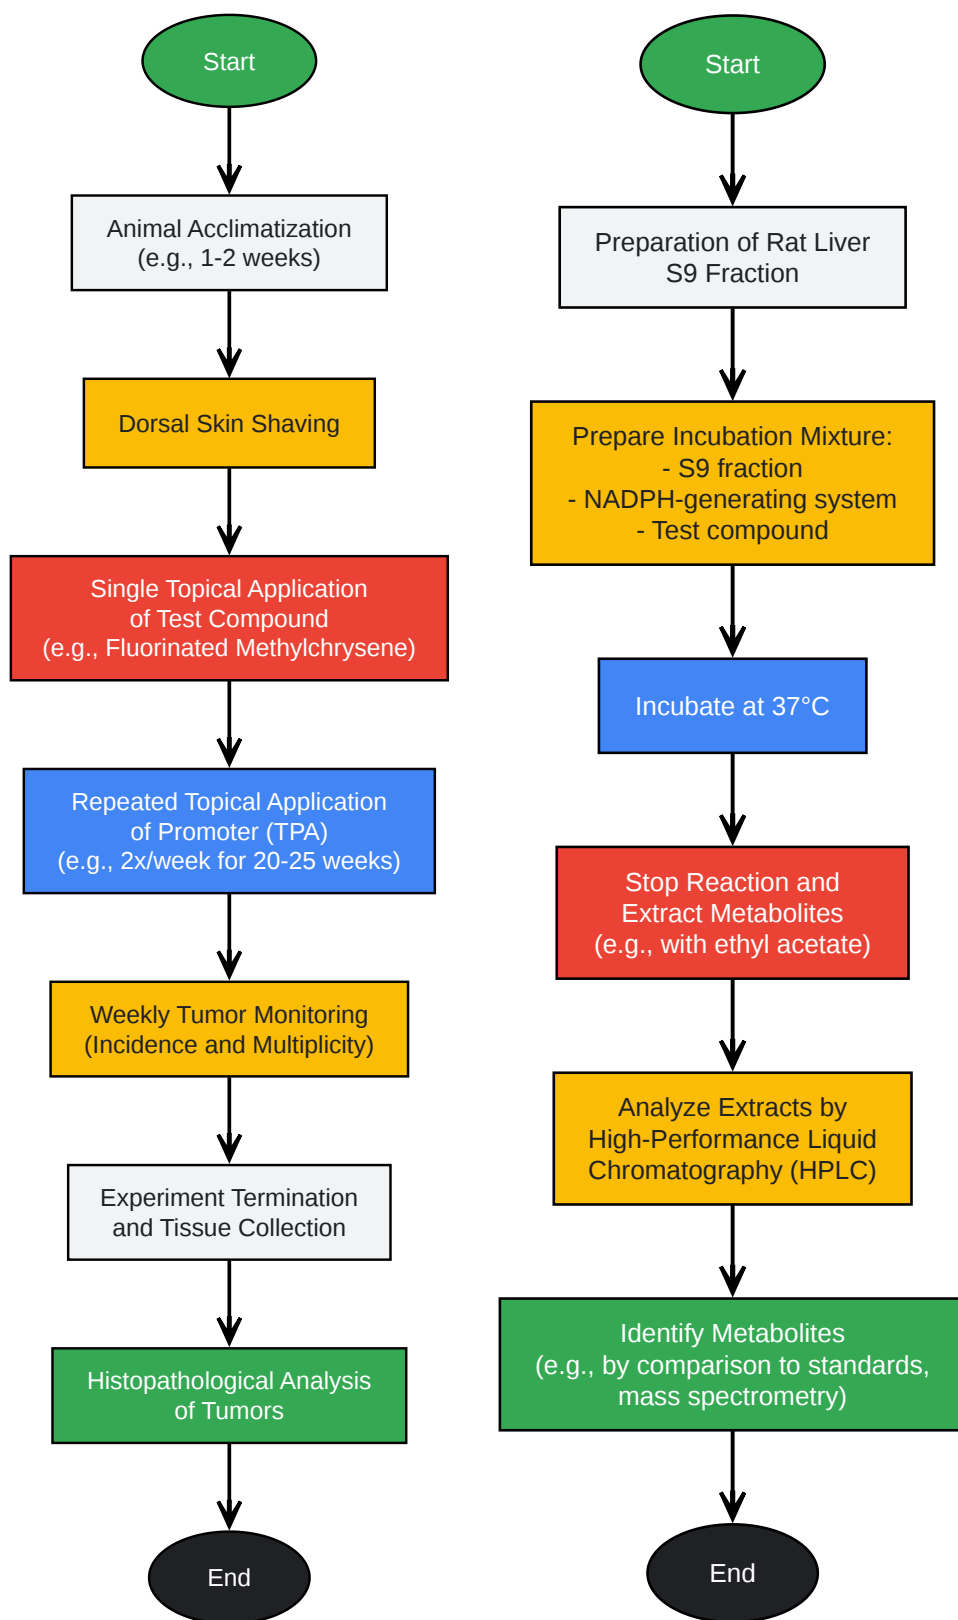 Start
Animal Acclimatization
(e.g., 1-2 weeks)
Dorsal Skin Shaving
Single Topical Application
of Test Compound
(e.g., Fluorinated Methylchrysene)
Repeated Topical Application
of Promoter (TPA)
(e.g., 2x/week for 20-25 weeks)
Weekly Tumor Monitoring
(Incidence and Multiplicity)
Experiment Termination
and Tissue Collection
Histopathological Analysis
of Tumors
End
Start
Preparation of Rat Liver
S9 Fraction
Prepare Incubation Mixture:
- S9 fraction
- NADPH-generating system
- Test compound
Incubate at 37°C
Stop Reaction and
Extract Metabolites
(e.g., with ethyl acetate)
Analyze Extracts by
High-Performance Liquid
Chromatography (HPLC)
Identify Metabolites
(e.g., by comparison to standards,
mass spectrometry)
End